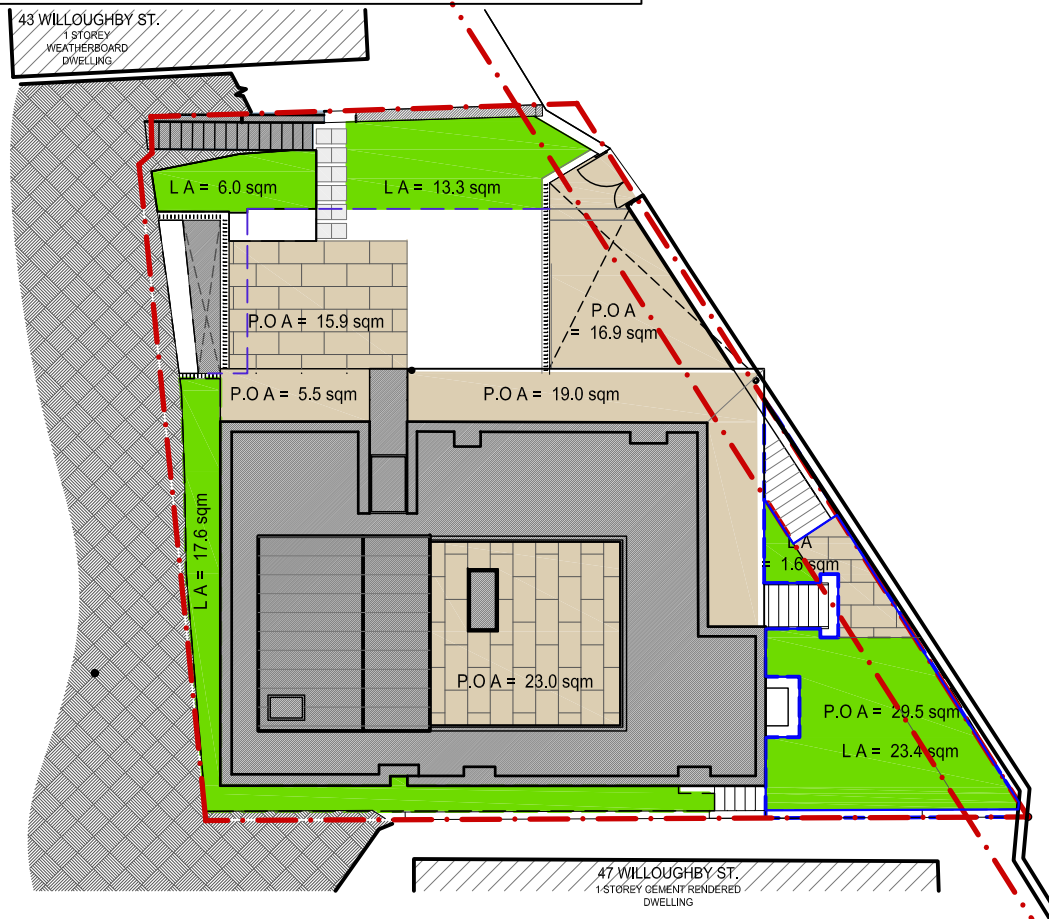 43 WILLOUGHBY ST.
1 STOREY
WEATHERBOARD
DWELLING
L A = 6.0 sqm
L A = 13.3 sqm
P.O A = 15.9 sqm
P.O A
= 16.9 sqm
P.O A = 5.5 sqm
P.O A = 19.0 sqm
L A = 17.6 sqm
L A
= 1.6 sqm
P.O A = 23.0 sqm
P.O A = 29.5 sqm
L A = 23.4 sqm
47 WILLOUGHBY ST.
1 STOREY CEMENT RENDERED
DWELLING